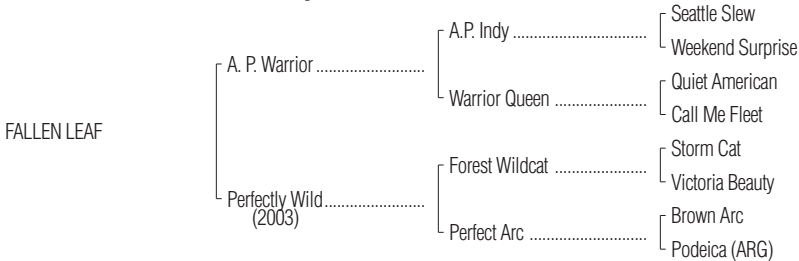 Seattle Slew
A.P. Indy
Weekend Surprise
A. P. Warrior
Quiet American
Warrior Queen
Call Me Fleet
FALLEN LEAF
Storm Cat
Forest Wildcat
Victoria Beauty
Perfectly Wild
(2003)
Brown Arc
Perfect Arc
Podeica (ARG)